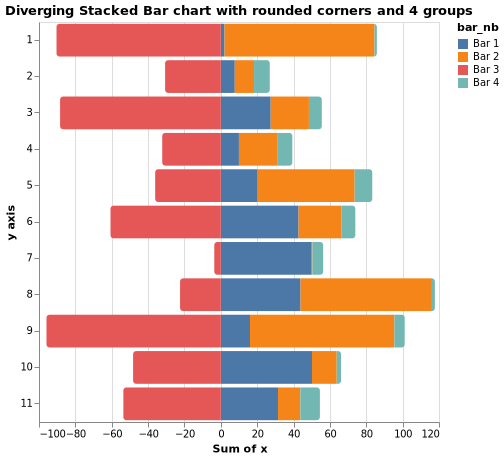 Diverging Stacked Bar chart with rounded corners and 4 groups
bar_nb
Bar 1
Bar 2
Bar 3
Bar 4
y axis
1
2
3
4
5
6
7
8
9
10
11
−100 −80 −60 −40 −20 0 20 40 60 80 100 120
Sum of x